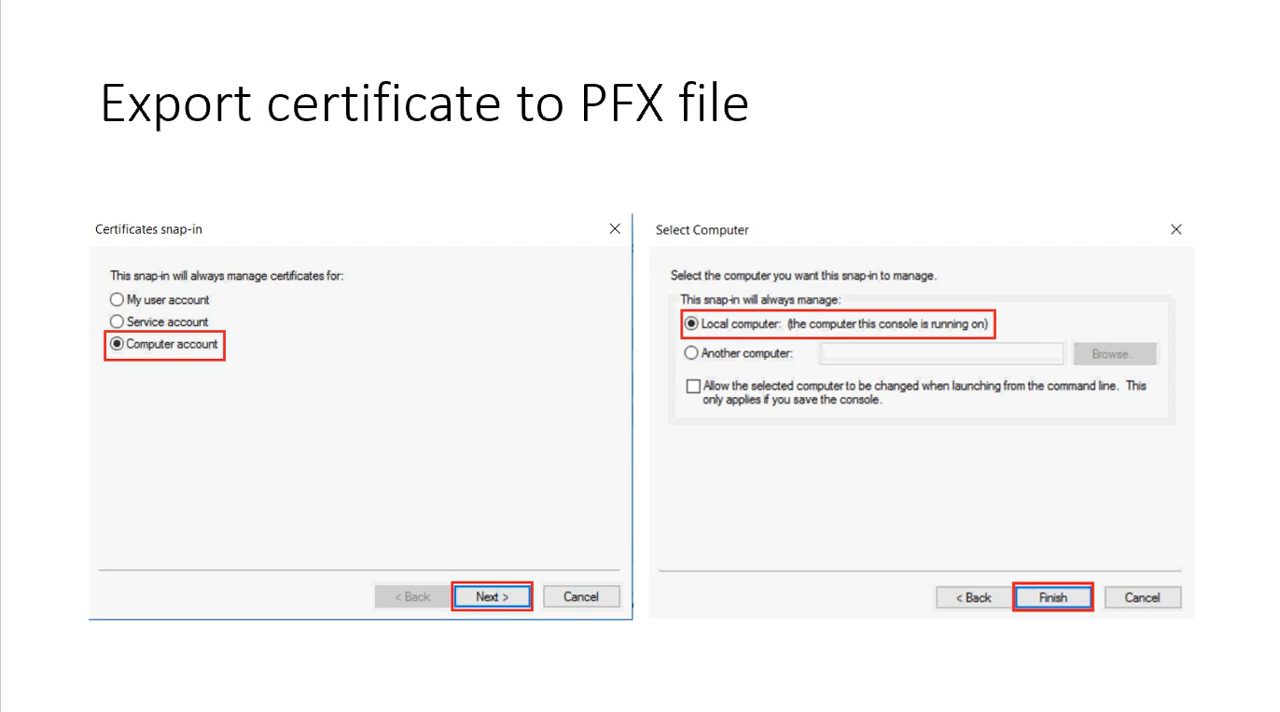 Export certificate to PFX file
Certificates snap-in
This snap-in will always manage certificates for:
My user account
Service account
Computer account
< Back
Next >
Cancel
Select Computer
Select the computer you want this snap-in to manage.
This snap-in will always manage:
Local computer: (the computer this console is running on)
Another computer:
Browse...
Allow the selected computer to be changed when launching from the command line. This
only applies if you save the console.
< Back
Finish
Cancel